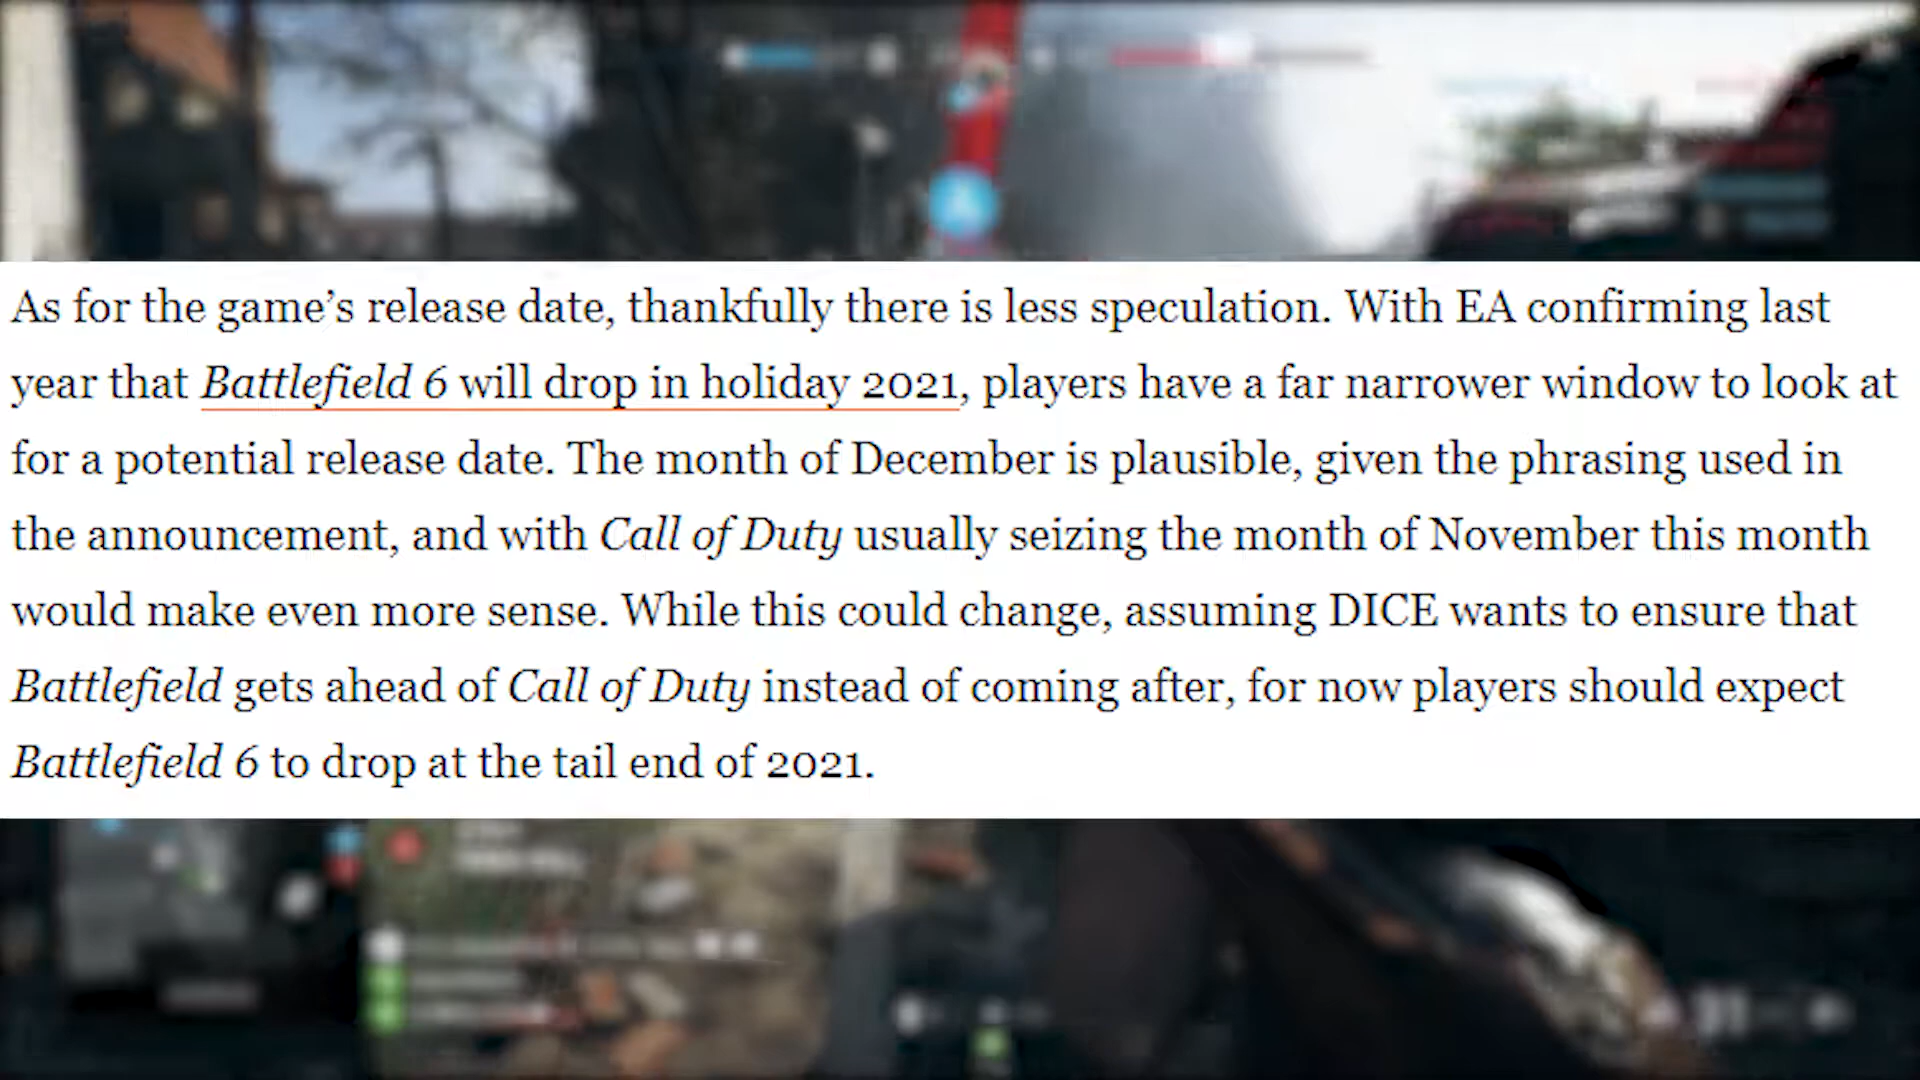 As for the game’s release date, thankfully there is less speculation. With EA confirming last
year that Battlefield 6 will drop in holiday 2021, players have a far narrower window to look at
for a potential release date. The month of December is plausible, given the phrasing used in
the announcement, and with Call of Duty usually seizing the month of November this month
would make even more sense. While this could change, assuming DICE wants to ensure that
Battlefield gets ahead of Call of Duty instead of coming after, for now players should expect
Battlefield 6 to drop at the tail end of 2021.